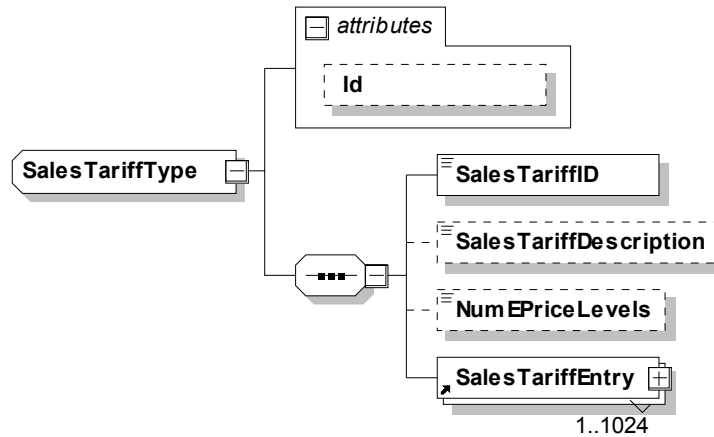 attributes
Id
SalesTariffType
SalesTariffID
SalesTariffDescription
NumEPriceLevels
SalesTariffEntry
1..1024